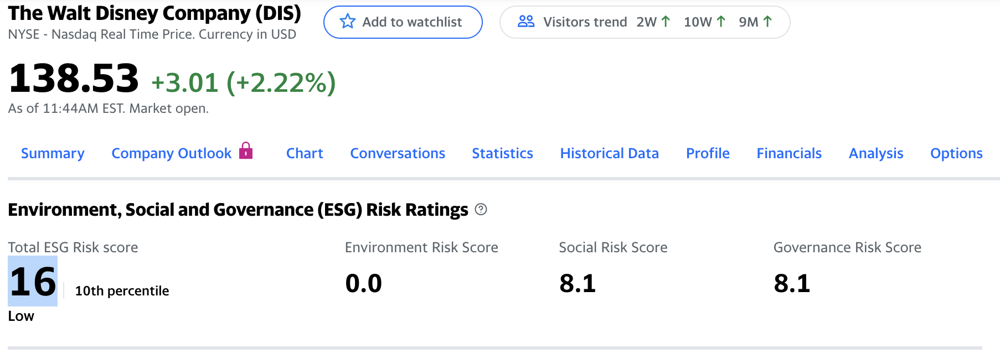 The Walt Disney Company (DIS)
NYSE - Nasdaq Real Time Price. Currency in USD
Add to watchlist
Visitors trend 2W ↑ 10W ↑ 9M ↑
138.53 +3.01 (+2.22%)
As of 11:44AM EST. Market open.
Summary Company Outlook Chart Conversations Statistics Historical Data Profile Financials Analysis Options
Environment, Social and Governance (ESG) Risk Ratings ?
Total ESG Risk score Environment Risk Score Social Risk Score Governance Risk Score
16 10th percentile 0.0 8.1 8.1
Low